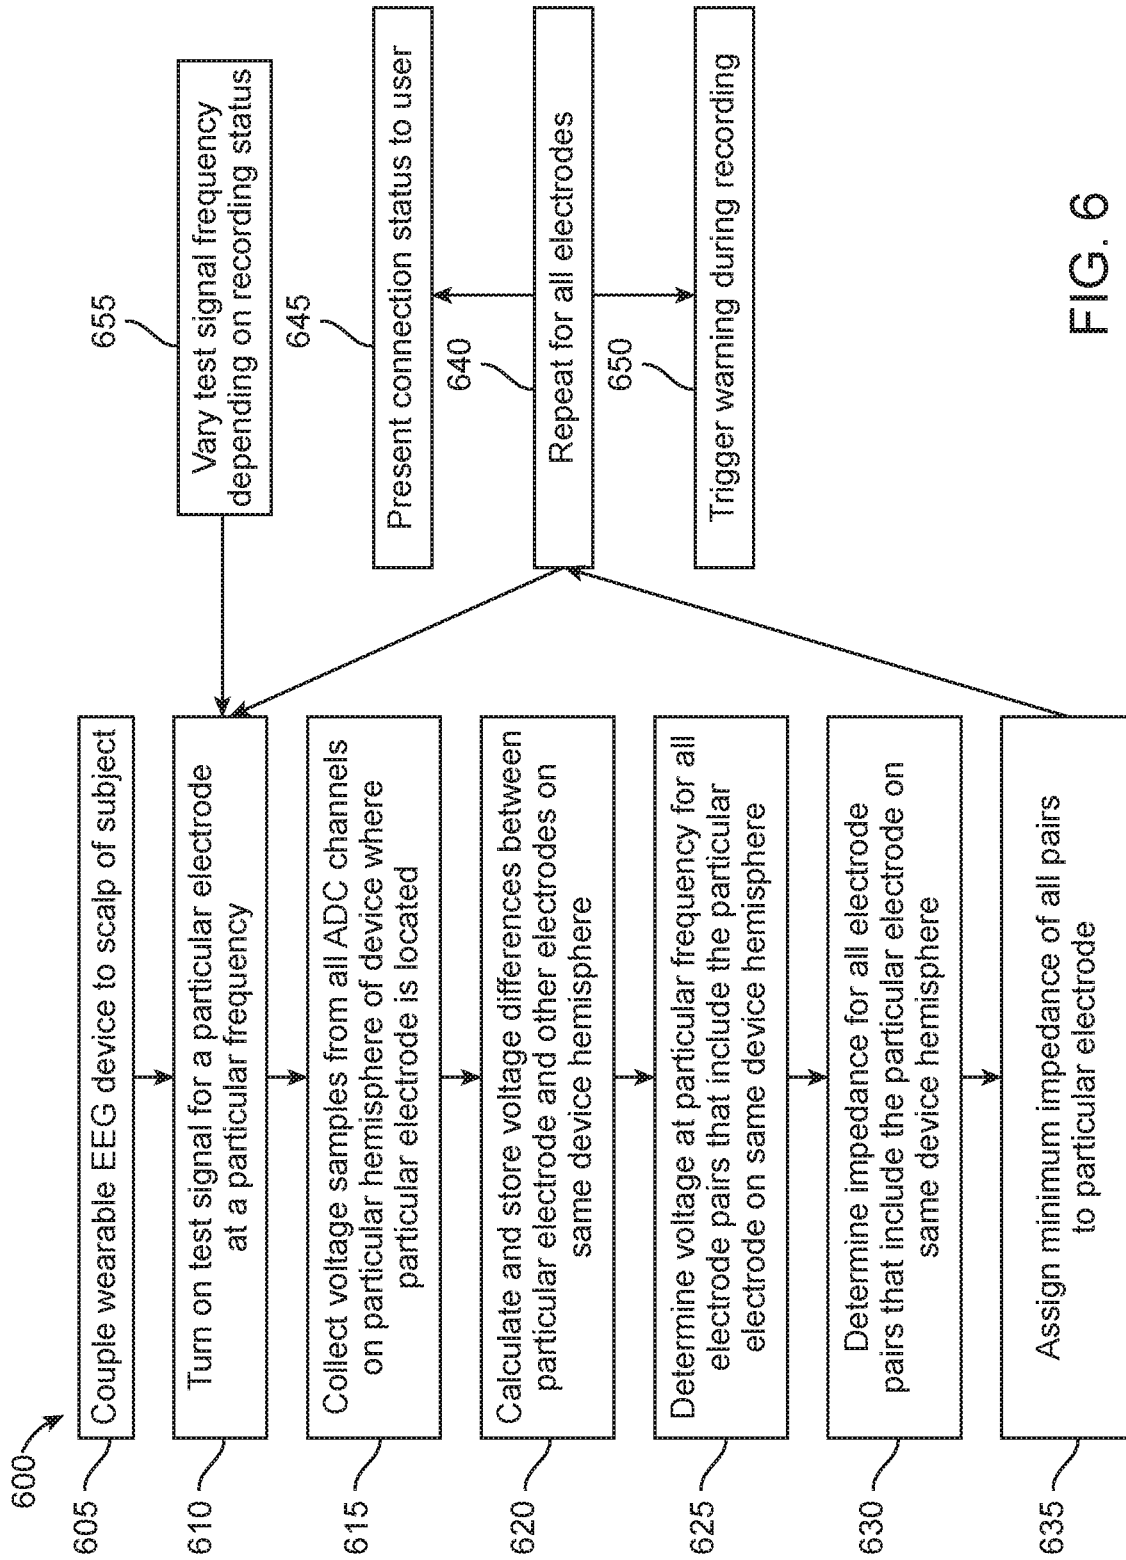 600
605
Couple wearable EEG device to scalp of subject
610
Turn on test signal for a particular electrode
at a particular frequency
615
Collect voltage samples from all ADC channels
on particular hemisphere of device where
particular electrode is located
620
Calculate and store voltage differences between
particular electrode and other electrodes on
same device hemisphere
625
Determine voltage at particular frequency for all
electrode pairs that include the particular
electrode on same device hemisphere
630
Determine impedance for all electrode
pairs that include the particular electrode on
same device hemisphere
635
Assign minimum impedance of all pairs
to particular electrode
655
Vary test signal frequency
depending on recording status
645
Present connection status to user
640
Repeat for all electrodes
650
Trigger warning during recording
FIG. 6